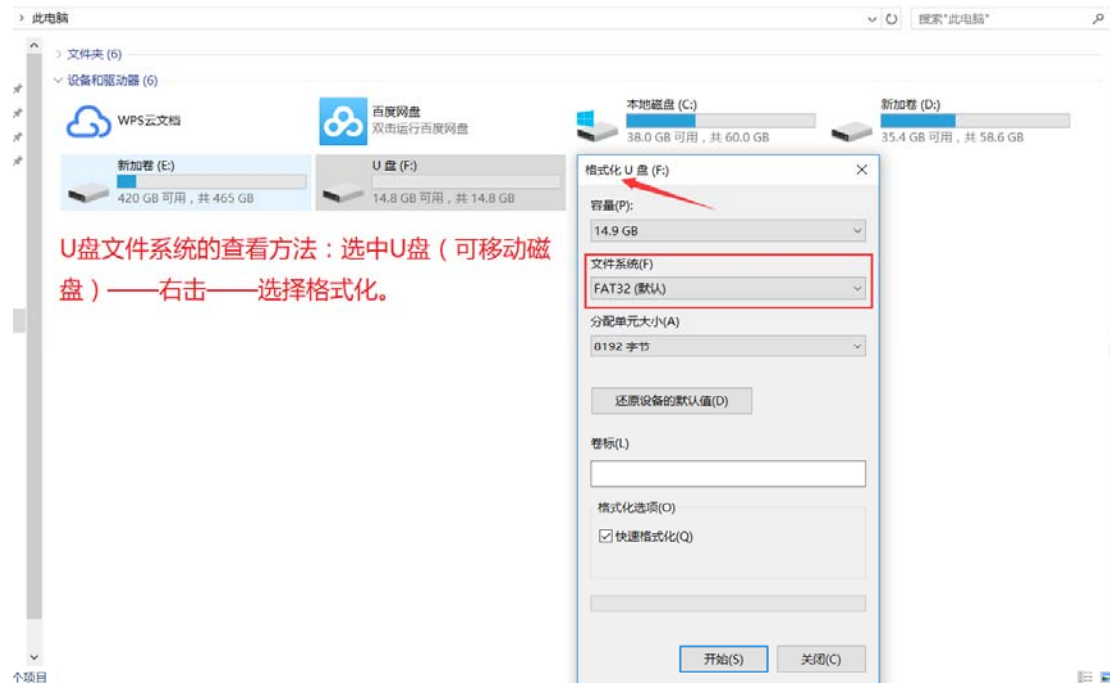 此电脑
搜索"此电脑"
文件夹 (6)
设备和驱动器 (6)
WPS云文档
百度网盘
双击运行百度网盘
本地磁盘 (C:)
38.0 GB 可用，共 60.0 GB
新加卷 (D:)
35.4 GB 可用，共 58.6 GB
新加卷 (E:)
420 GB 可用，共 465 GB
U 盘 (F:)
14.8 GB 可用，共 14.8 GB
U盘文件系统的查看方法：选中U盘（可移动磁
盘）——右击——选择格式化。
格式化 U 盘 (F:)
容量(P):
14.9 GB
文件系统(F)
FAT32 (默认)
分配单元大小(A)
8192 字节
还原设备的默认值(D)
卷标(L)
格式化选项(O)
快速格式化(Q)
开始(S)
关闭(C)
个项目